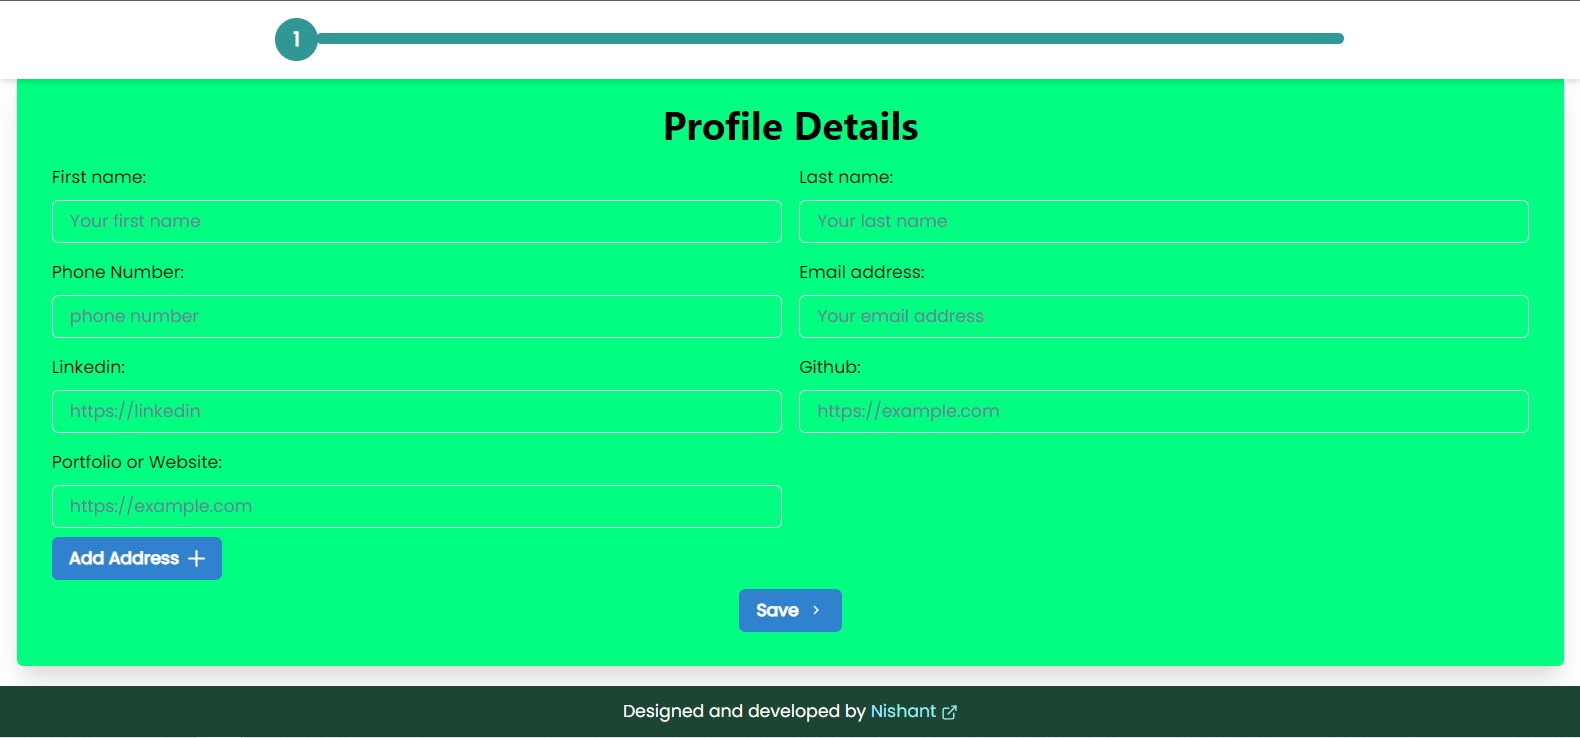 1
Profile Details
First name:
Last name:
Your first name
Your last name
Phone Number:
Email address:
phone number
Your email address
Linkedin:
Github:
https://linkedin
https://example.com
Portfolio or Website:
https://example.com
Add Address +
Save ›
Designed and developed by Nishant